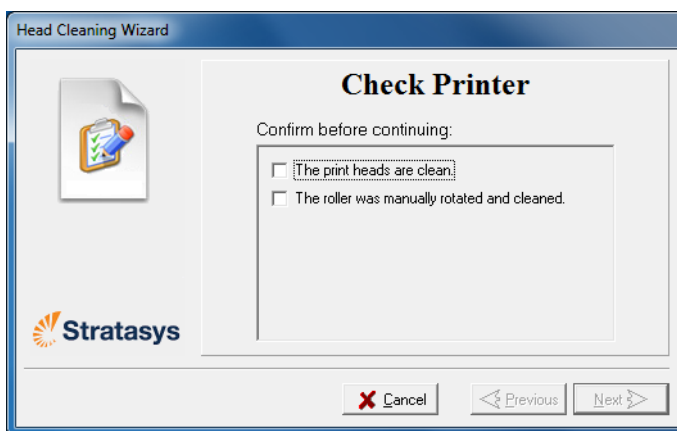 Head Cleaning Wizard
Check Printer
Confirm before continuing:
The print heads are clean.
The roller was manually rotated and cleaned.
Stratasys
Cancel
Previous
Next